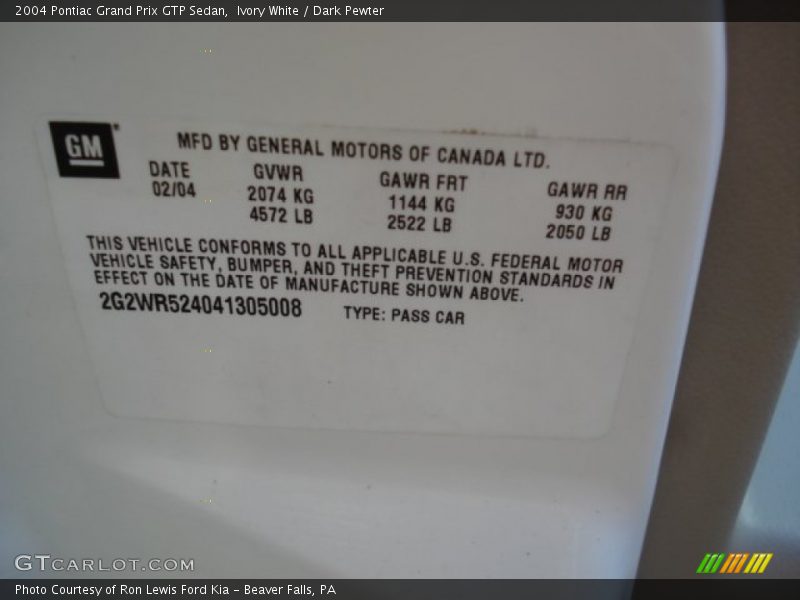 2004 Pontiac Grand Prix GTP Sedan,  Ivory White / Dark Pewter
GM
MFD BY GENERAL MOTORS OF CANADA LTD.
DATE GVWR GAWR FRT GAWR RR
02/04 2074 KG 1144 KG 930 KG
4572 LB 2522 LB 2050 LB
THIS VEHICLE CONFORMS TO ALL APPLICABLE U.S. FEDERAL MOTOR
VEHICLE SAFETY, BUMPER, AND THEFT PREVENTION STANDARDS IN
EFFECT ON THE DATE OF MANUFACTURE SHOWN ABOVE.
2G2WR524041305008 TYPE: PASS CAR
GTCARLOT.COM
Photo Courtesy of Ron Lewis Ford Kia - Beaver Falls, PA